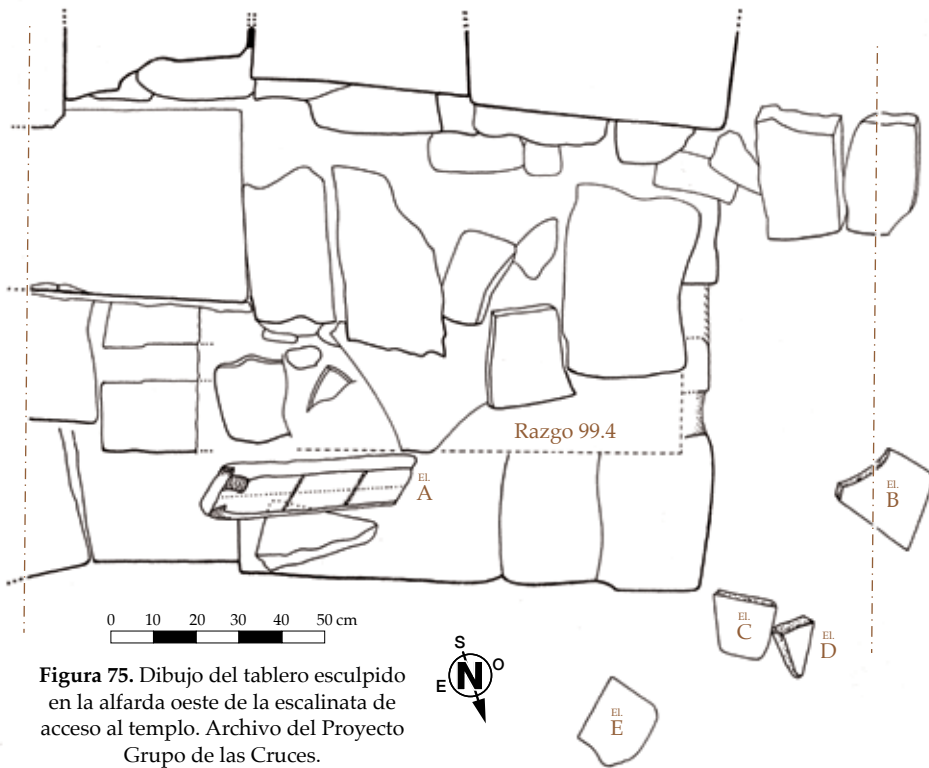 Razgo 99.4
EL
A
EL
B
EL
C
EL
D
EL
E
0 10 20 30 40 50 cm
S
E N O
Figura 75. Dibujo del tablero esculpido
en la alfarda oeste de la escalinata de
acceso al templo. Archivo del Proyecto
Grupo de las Cruces.